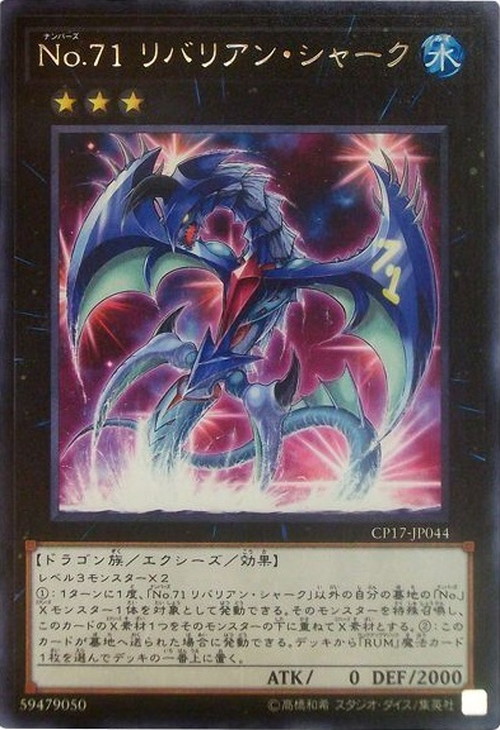 ナンバーズ
No.71 リバリアン・シャーク 水
71
CP17-JP044
【ドラゴン族／エクシーズ／効果】
レベル3モンスター×2
①：1ターンに1度、「No.71 リバリアン・シャーク」以外の自分の墓地の「No.」
Xモンスター1体を対象として発動できる。そのモンスターを特殊召喚し、
このカードのX素材1つをそのモンスターの下に重ねてX素材とする。②：こ
のカードが墓地へ送られた場合に発動できる。デッキから「RUM」魔法カード
1枚を選んでデッキの一番上に置く。
ATK/ 0 DEF/2000
59479050
©高橋和希 スタジオ・ダイス/集英社